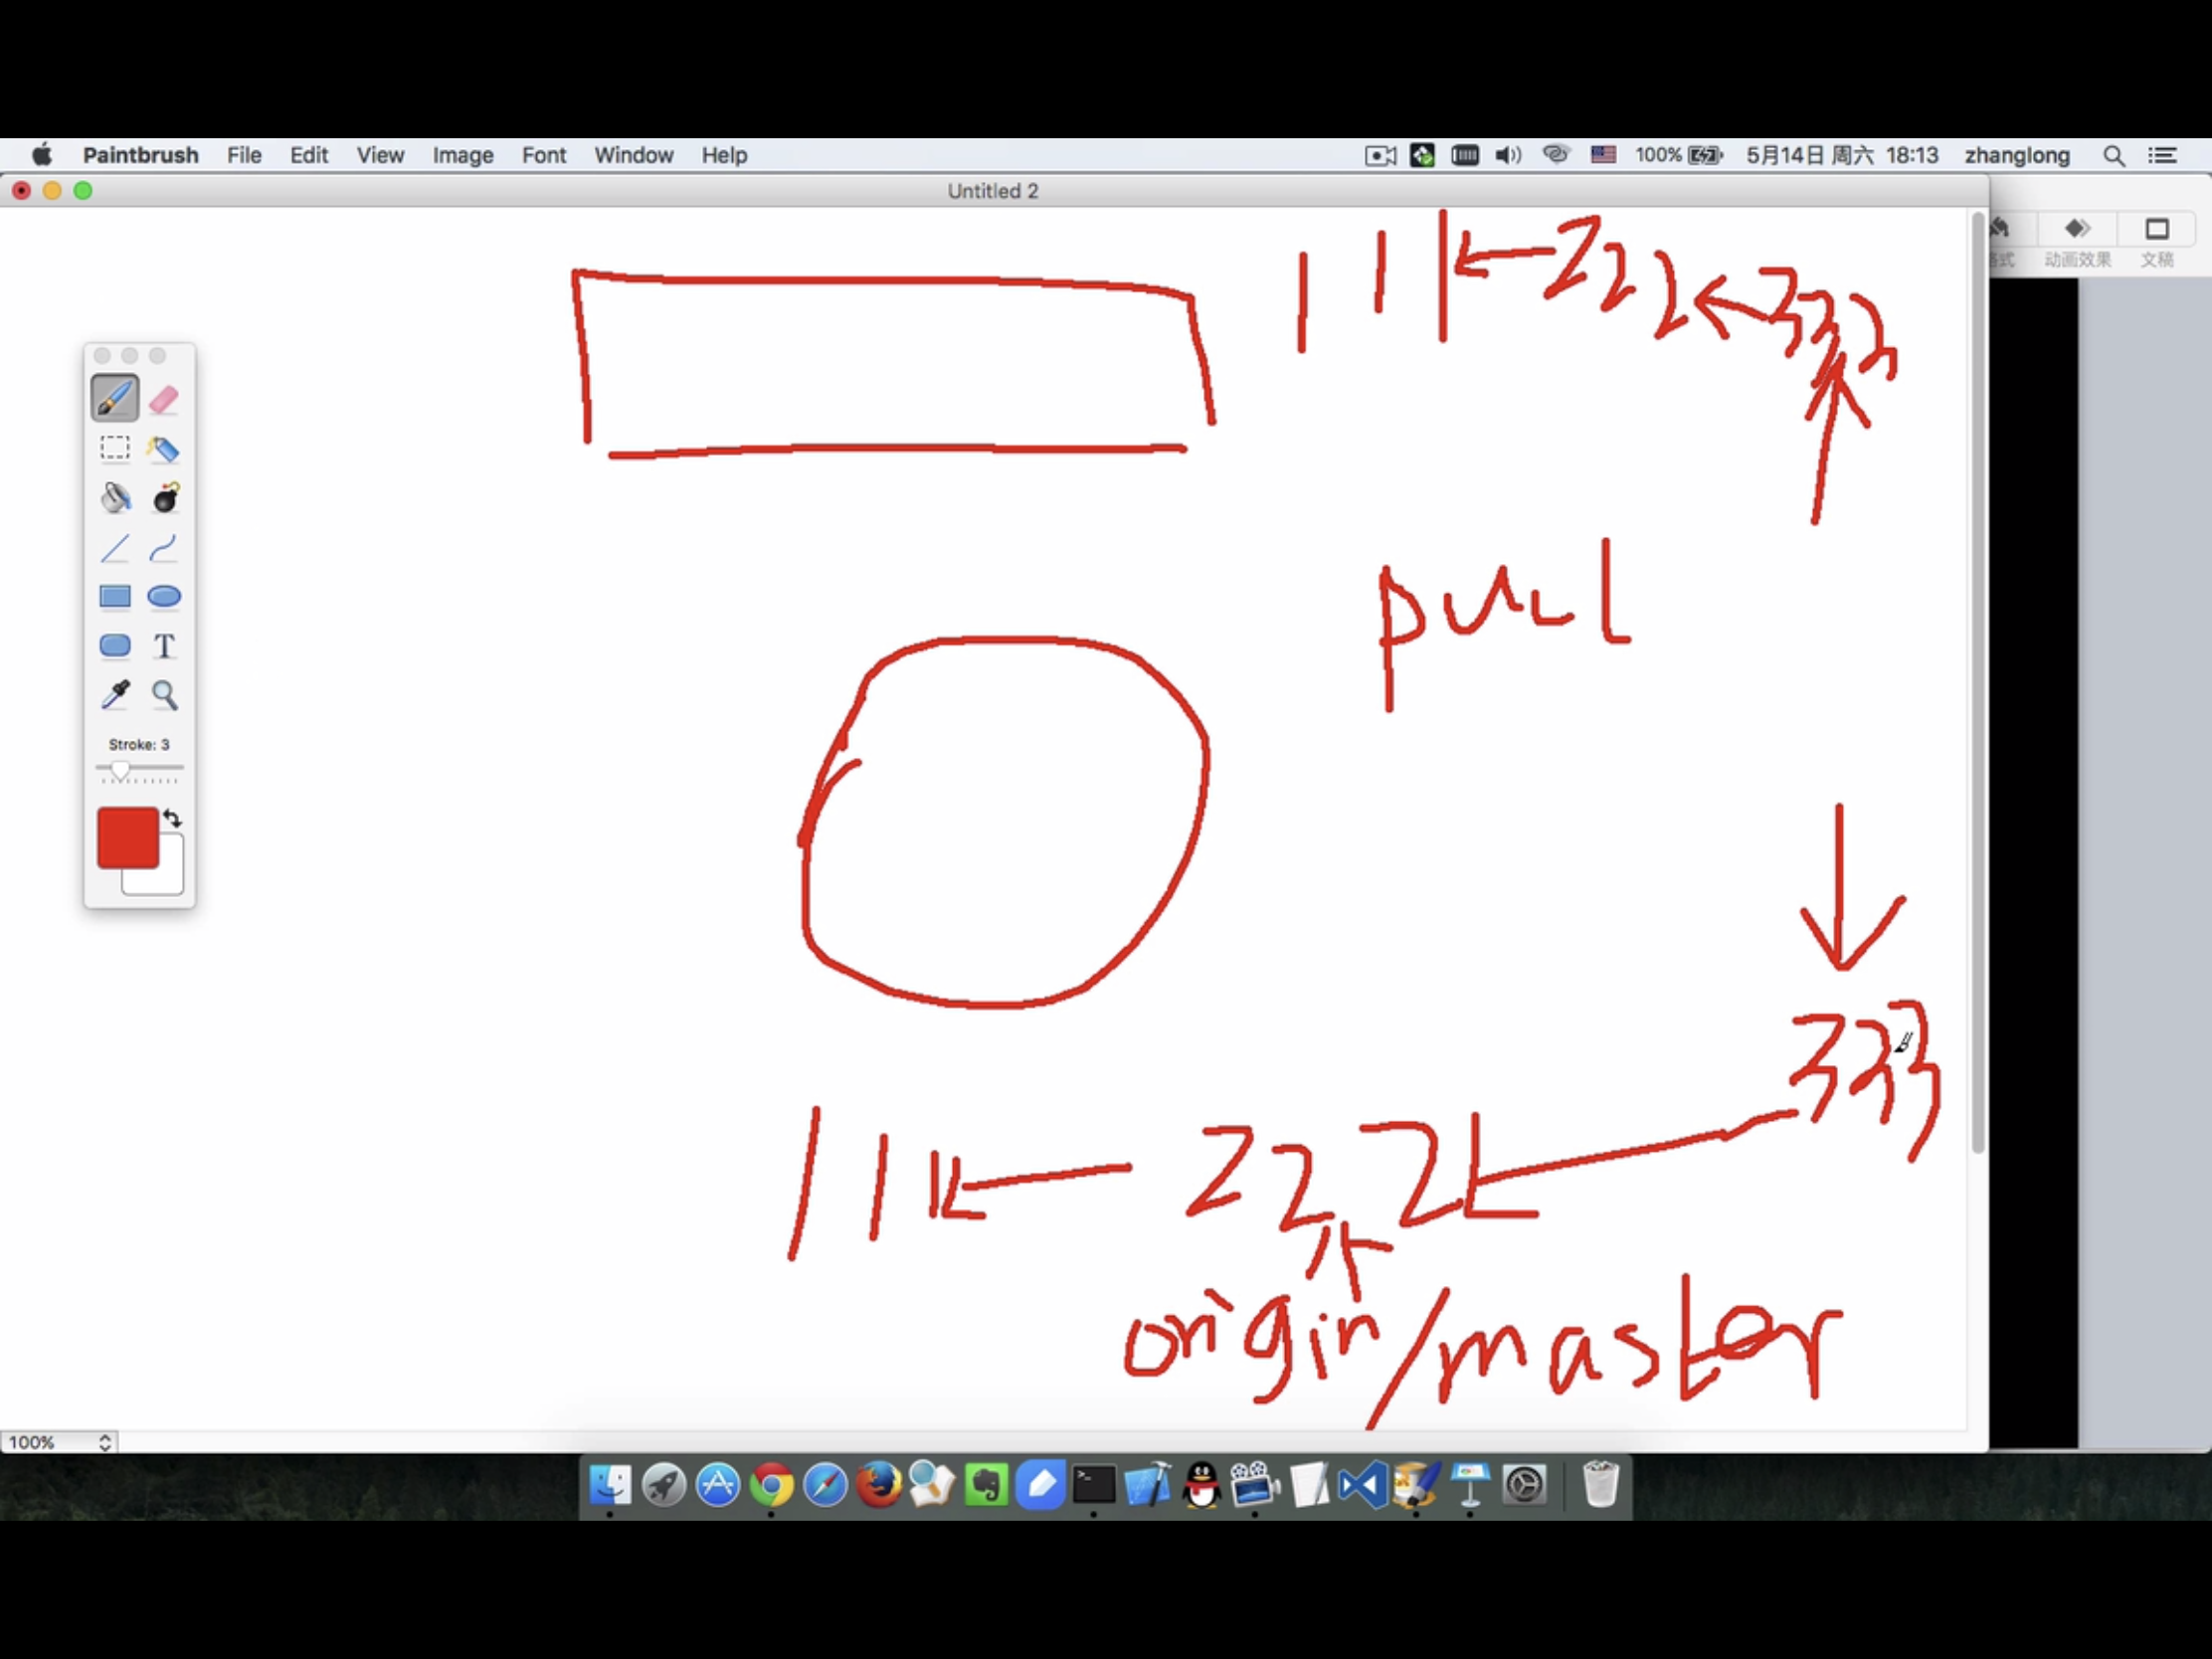 Paintbrush File Edit View Image Font Window Help 100% 5月14日 周六 18:13 zhanglong
Untitled 2
动画效果 文稿
111 222 333
pull
Stroke: 3
333
111 222
origin/master
100%